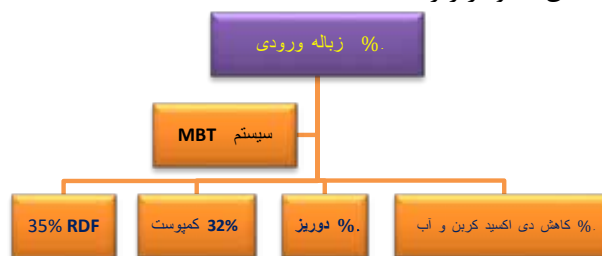 .% زباله ورودی
سیستم MBT
35% RDF
32% کمپوست
.% دوریز
.% کاهش دی اکسید کربن و آب